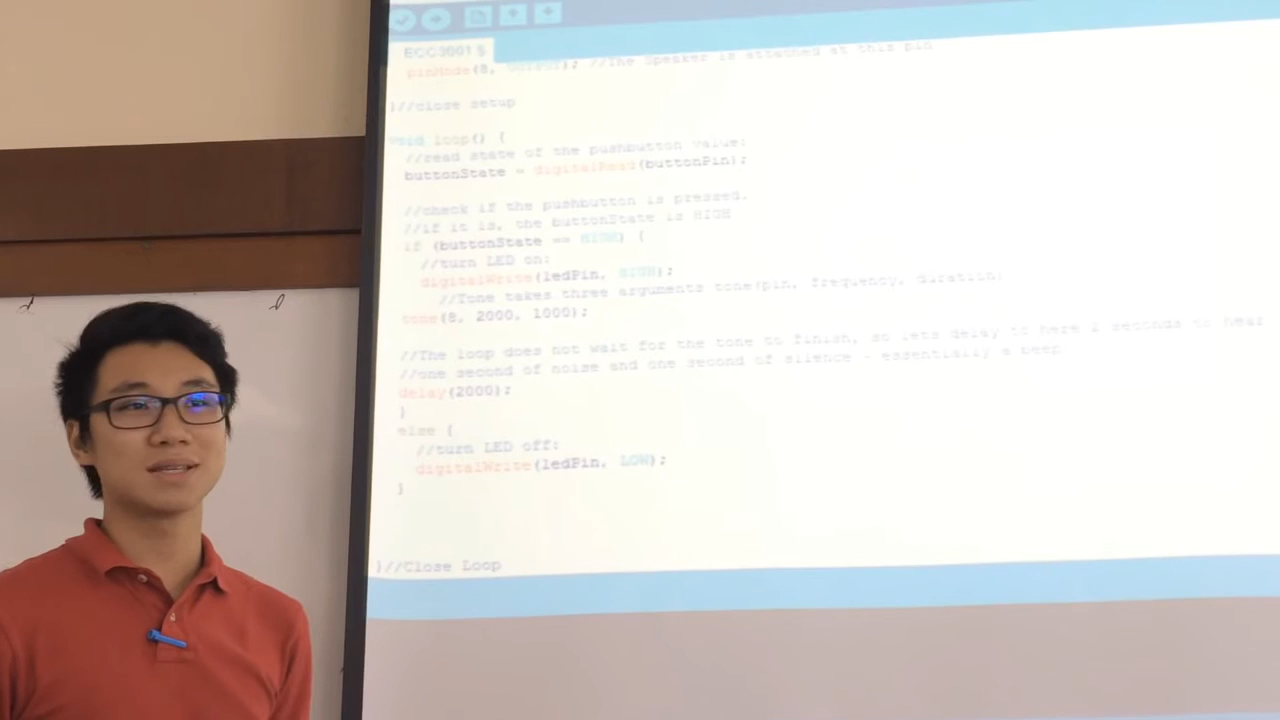 ECC3001 §
pinMode(8, OUTPUT); //The Speaker is attached at this pin
}//close setup
void loop() {
//read state of the pushbutton value:
buttonState = digitalRead(buttonPin);
//check if the pushbutton is pressed.
//if it is, the buttonState is HIGH
if (buttonState == HIGH) {
//turn LED on:
digitalWrite(ledPin, HIGH);
//Tone takes three arguments tone(pin, frequency, duration;
tone(8, 2000, 1000);
//The loop does not wait for the tone to finish, so lets delay to here 2 seconds to hear
//one second of noise and one second of silence - essentially a beep
delay(2000);
}
else {
//turn LED off:
digitalWrite(ledPin, LOW);
}
}//Close Loop